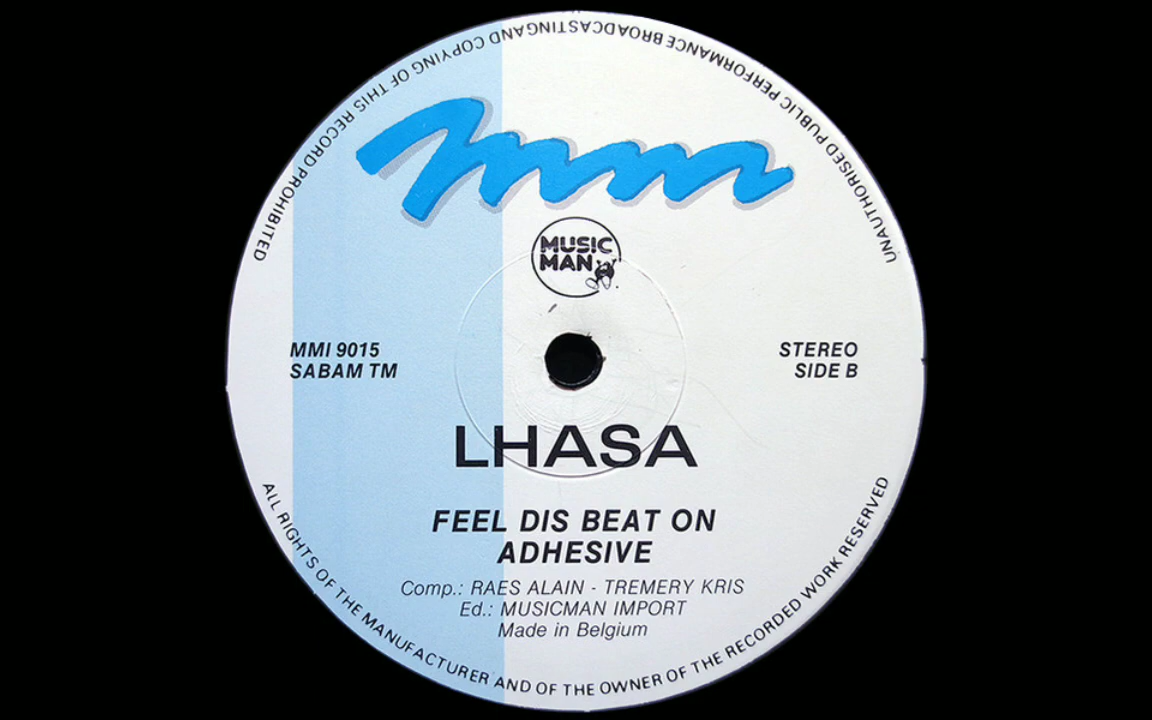 UNAUTHORISED PUBLIC PERFORMANCE BROADCASTINGAND COPYING OF THIS RECORD PROHIBITED
mm
MUSIC
MAN
MMI 9015
SABAM TM
STEREO
SIDE B
LHASA
FEEL DIS BEAT ON
ADHESIVE
Comp.: RAES ALAIN - TREMERY KRIS
Ed.: MUSICMAN IMPORT
Made in Belgium
ALL RIGHTS OF THE MANUFACTURER AND OF THE OWNER OF THE RECORDED WORK RESERVED